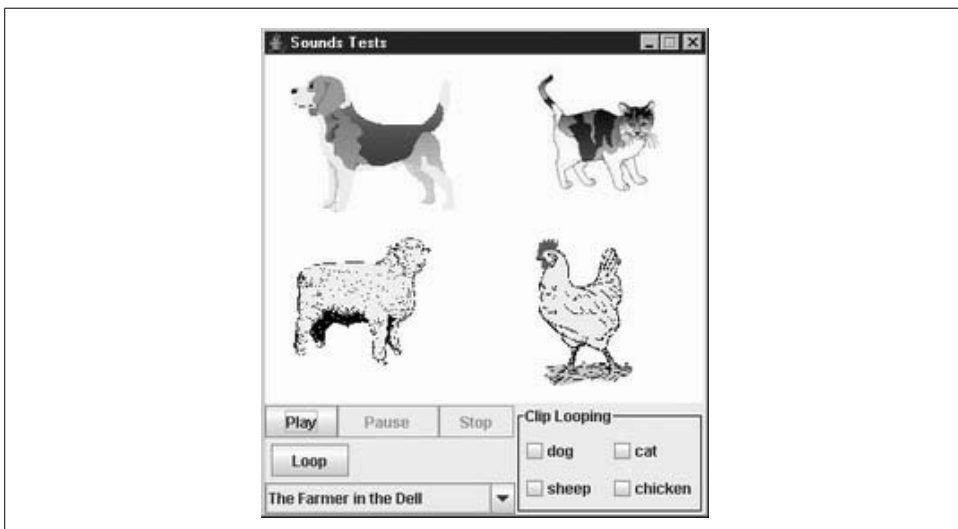 Sounds Tests
Play Pause Stop
Loop
The Farmer in the Dell
Clip Looping
dog cat
sheep chicken